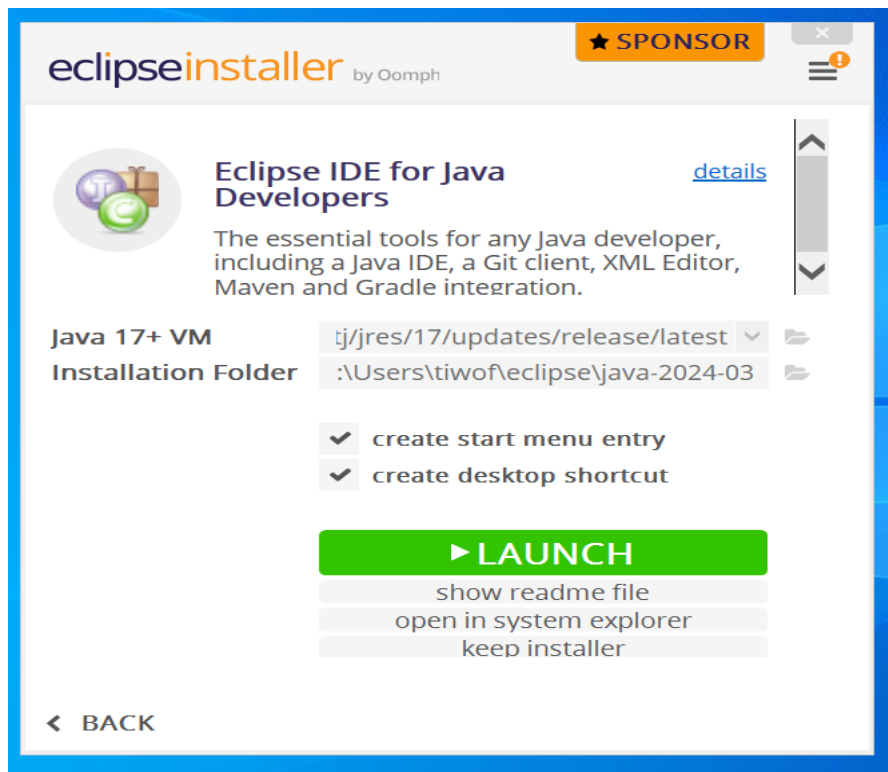 ★ SPONSOR
eclipseinstaller by Oomph
Eclipse IDE for Java
Developers
details
The essential tools for any Java developer,
including a Java IDE, a Git client, XML Editor,
Maven and Gradle integration.
Java 17+ VM tj/jres/17/updates/release/latest
Installation Folder :\Users\tiwof\eclipse\java-2024-03
create start menu entry
create desktop shortcut
LAUNCH
show readme file
open in system explorer
keep installer
BACK